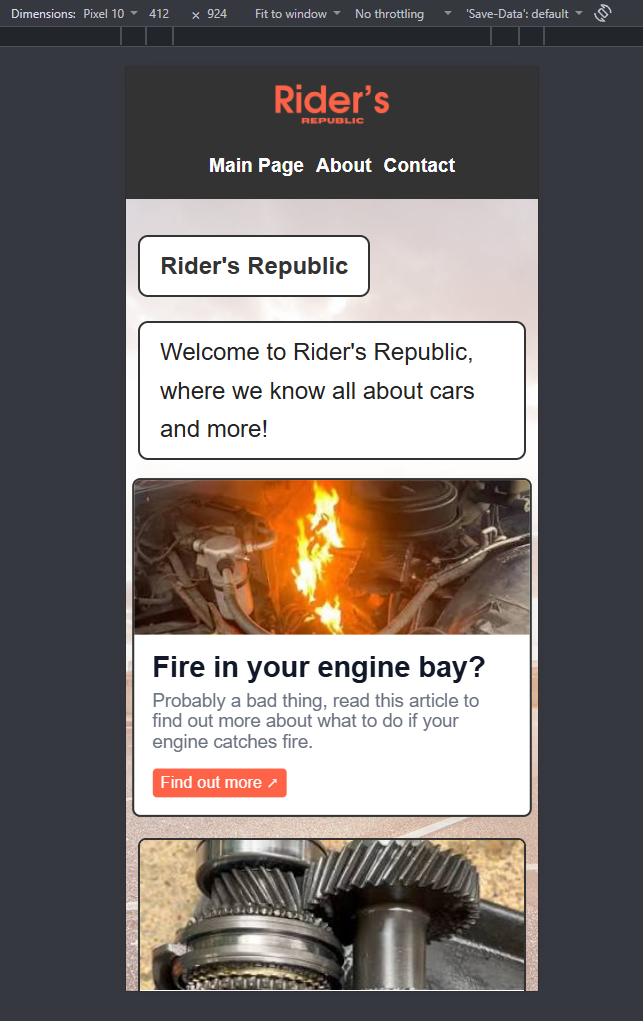 Dimensions: Pixel 10 412 × 924 Fit to window No throttling 'Save-Data': default
Rider's
REPUBLIC
Main Page About Contact
Rider's Republic
Welcome to Rider's Republic,
where we know all about cars
and more!
Fire in your engine bay?
Probably a bad thing, read this article to
find out more about what to do if your
engine catches fire.
Find out more ↗